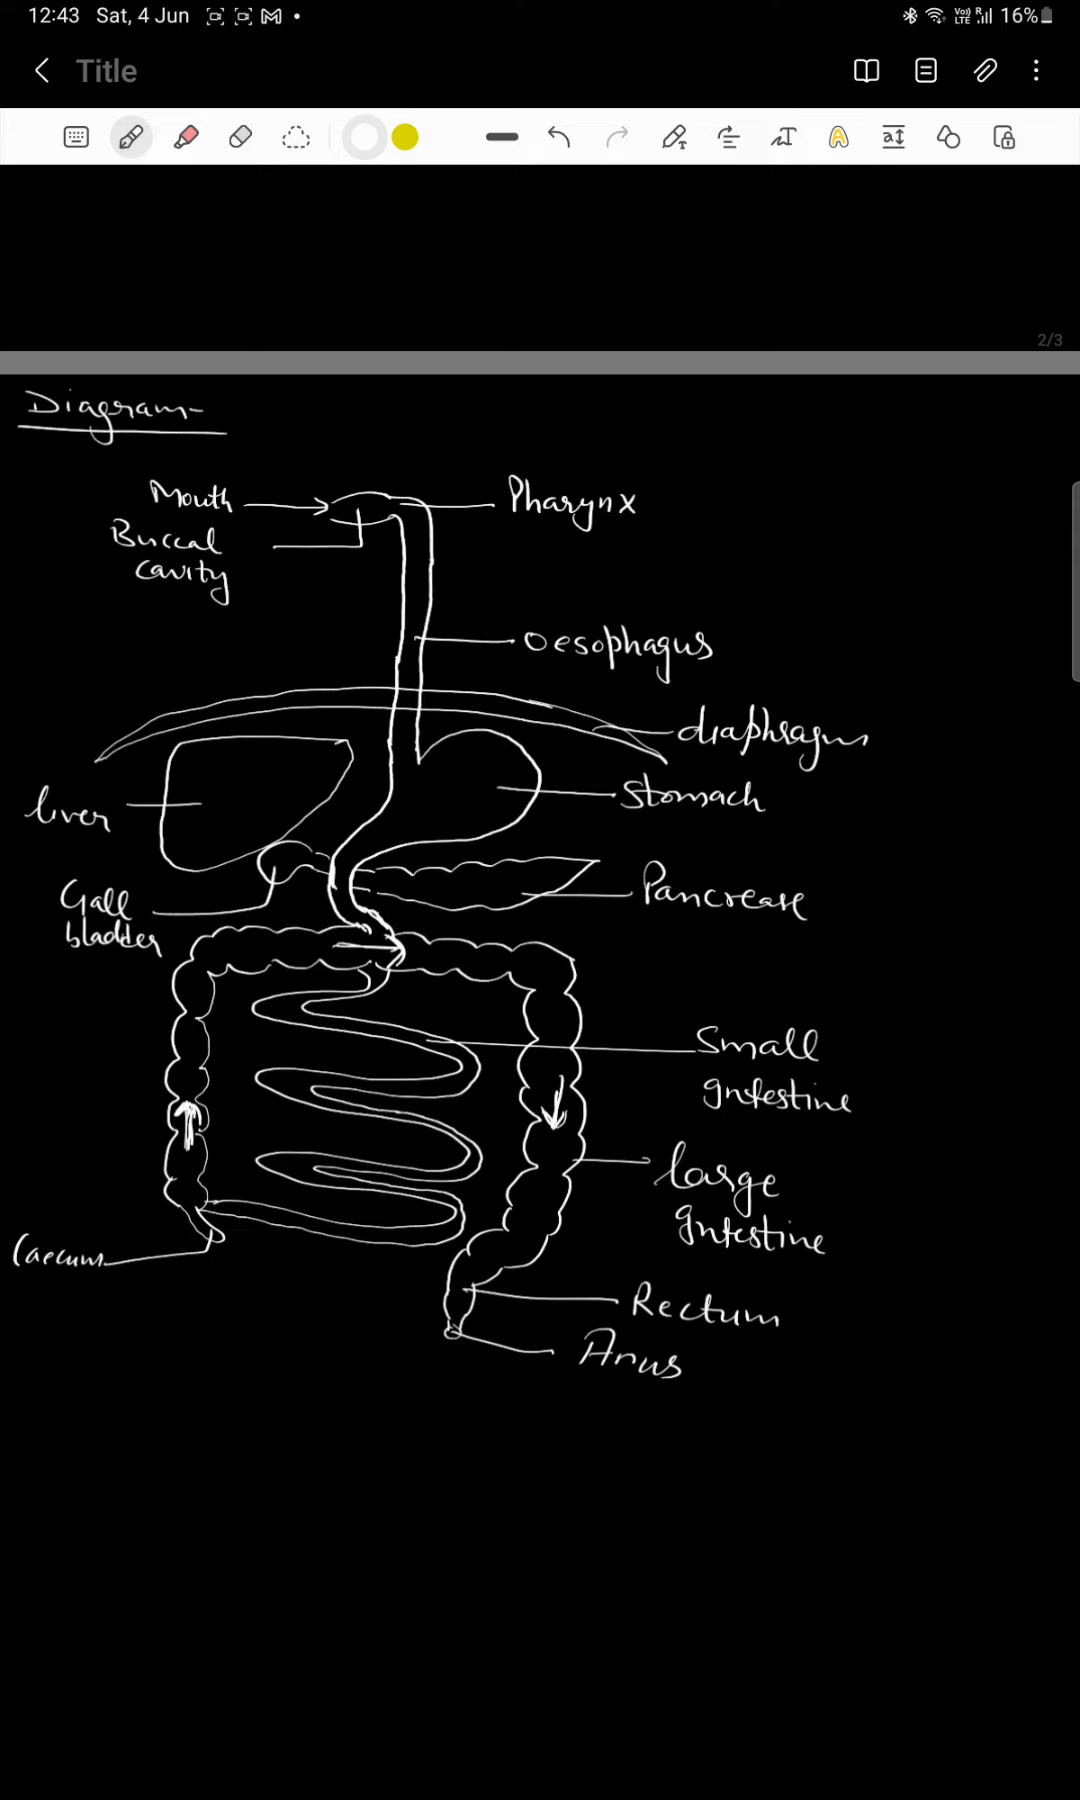 12:43 Sat, 4 Jun
16%
Title
2/3
Diagram-
Mouth
Pharynx
Buccal
cavity
oesophagus
diaphragm
liver
Stomach
Gall
bladder
Pancrease
Small
Intestine
large
Intestine
Caecum
Rectum
Anus